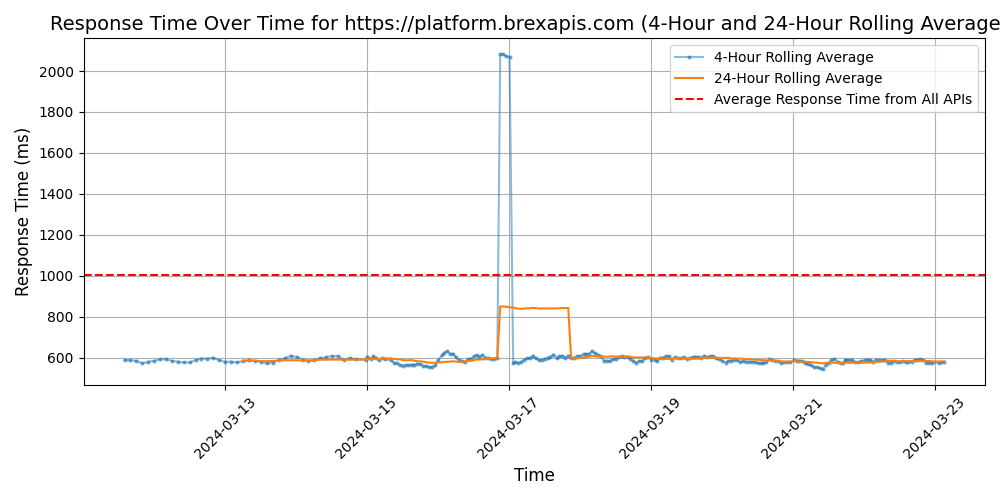 Response Time Over Time for https://platform.brexapis.com (4-Hour and 24-Hour Rolling Average
4-Hour Rolling Average
24-Hour Rolling Average
Average Response Time from All APIs
Response Time (ms)
2000
1800
1600
1400
1200
1000
800
600
2024-03-13
2024-03-15
2024-03-17
2024-03-19
2024-03-21
2024-03-23
Time